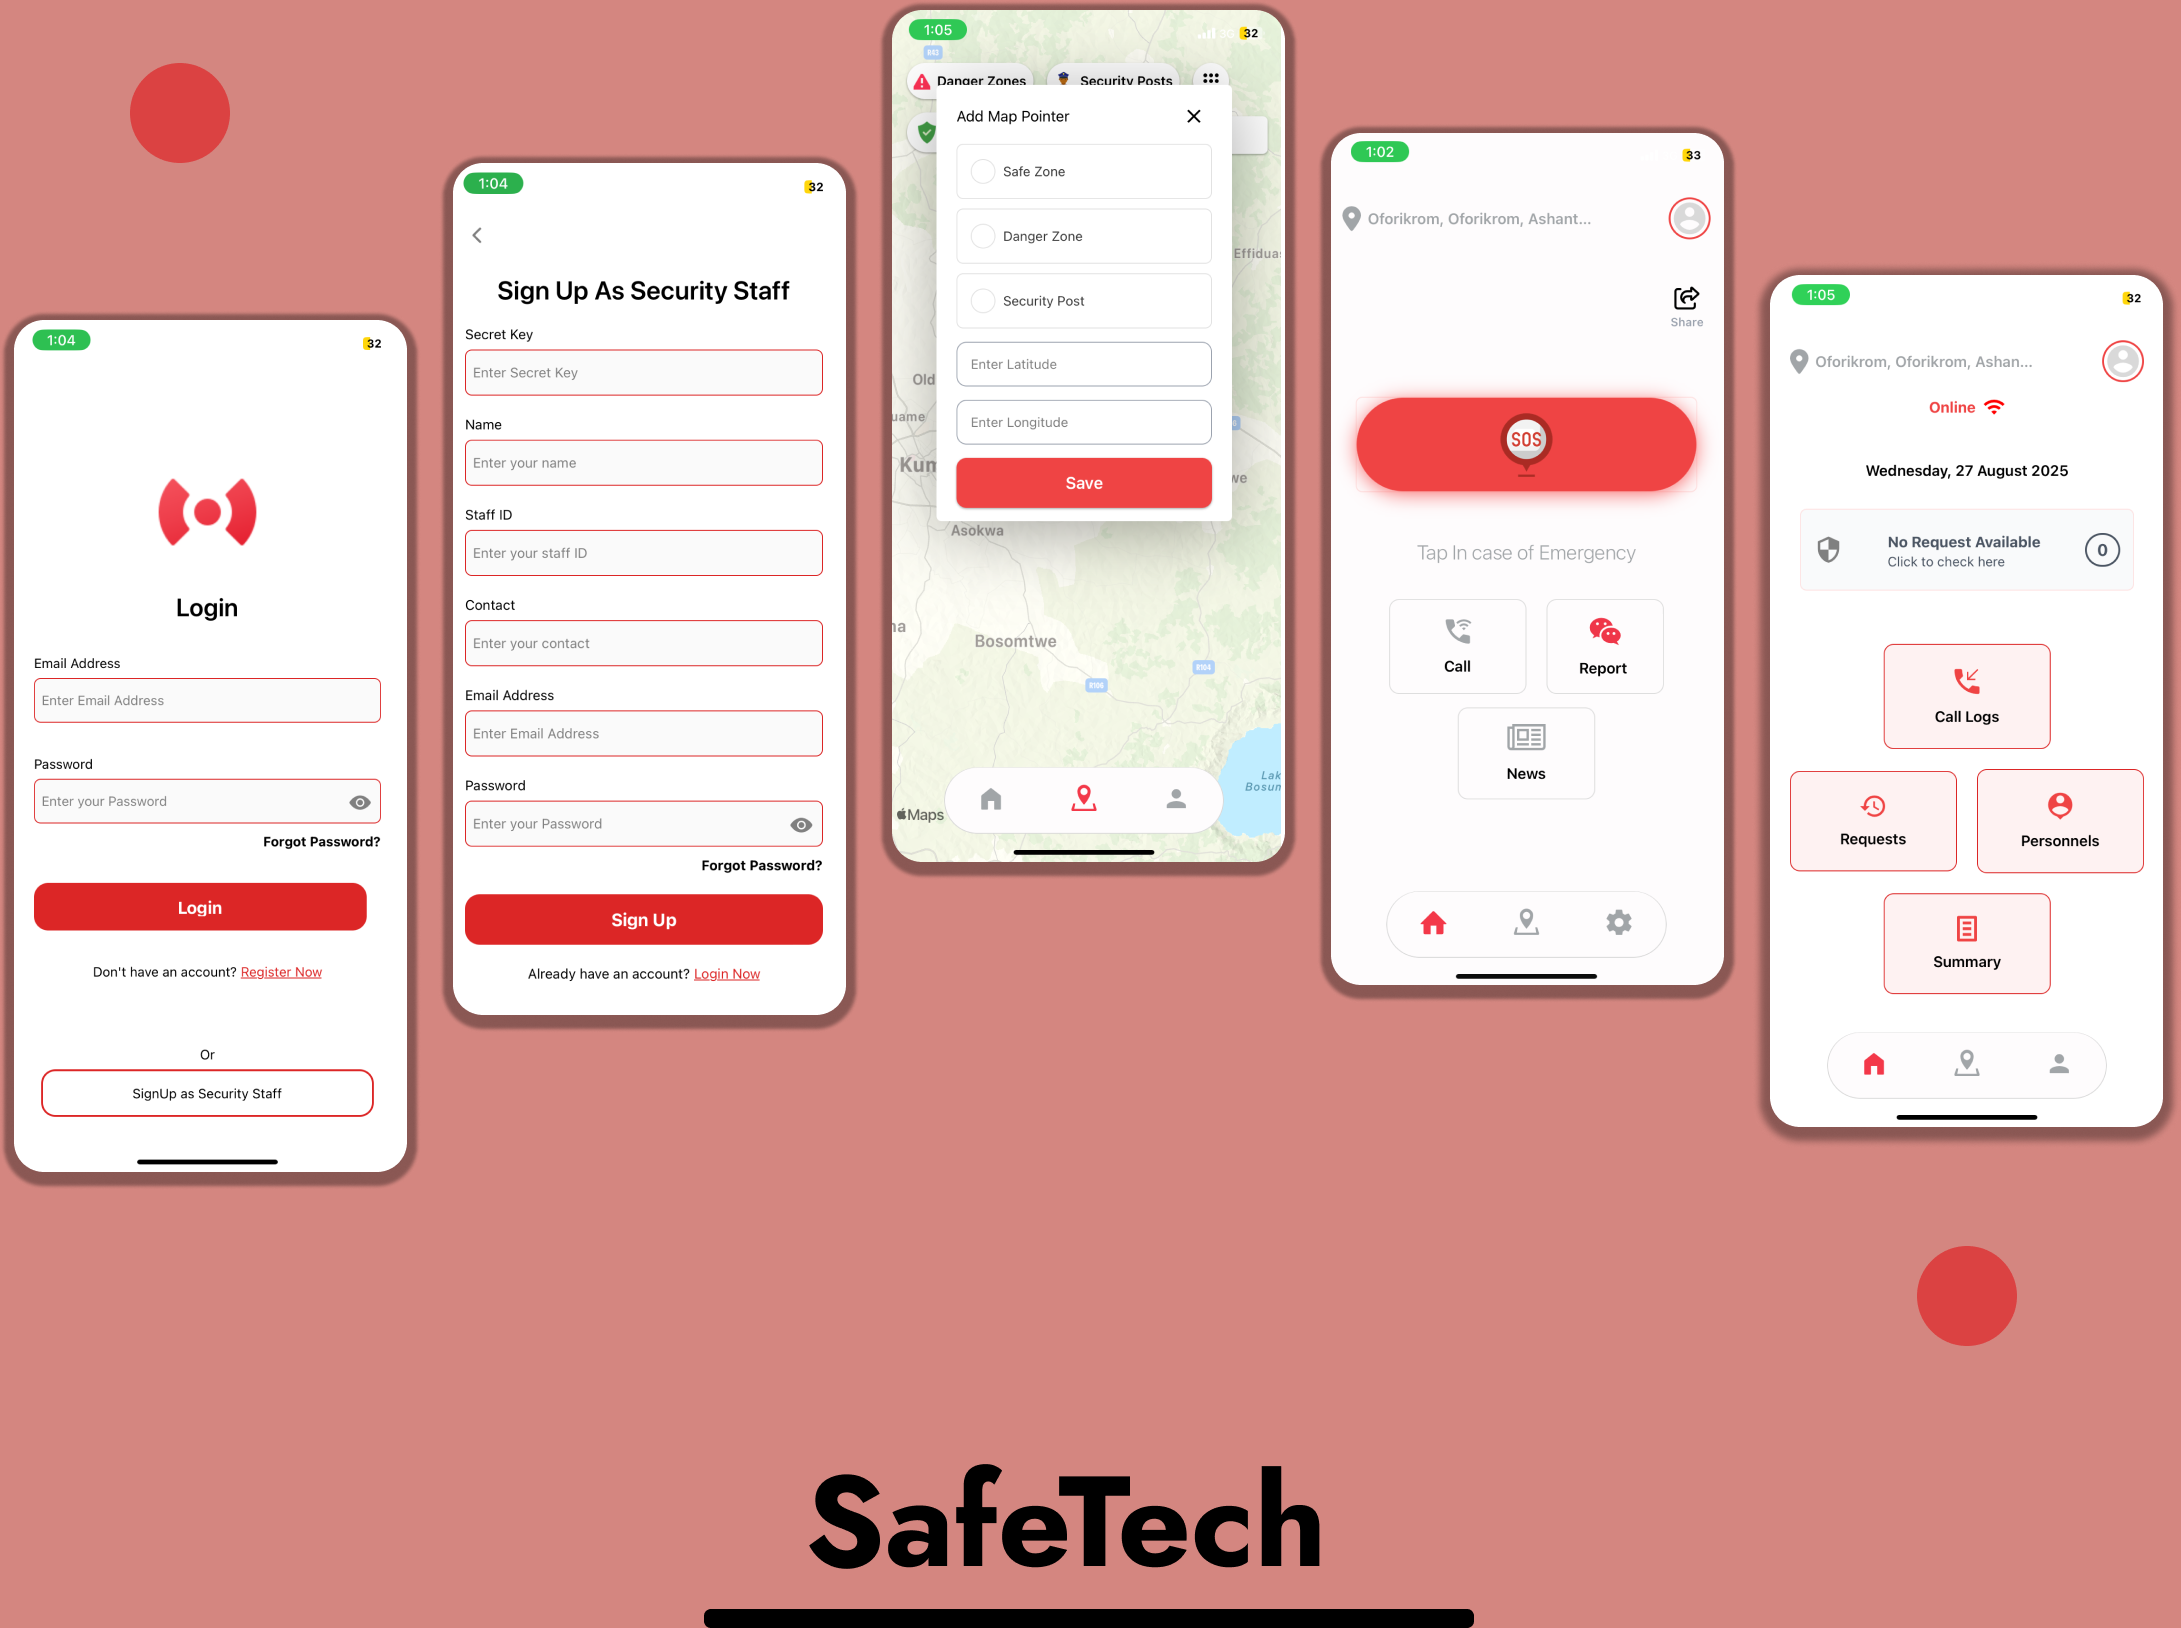 1:04
32
Login
Email Address
Enter Email Address
Password
Enter your Password
Forgot Password?
Login
Don't have an account? Register Now
Or
SignUp as Security Staff
1:04
32
Sign Up As Security Staff
Secret Key
Enter Secret Key
Name
Enter your name
Staff ID
Enter your staff ID
Contact
Enter your contact
Email Address
Enter Email Address
Password
Enter your Password
Forgot Password?
Sign Up
Already have an account? Login Now
1:05
3G 32
R43
Danger Zones
Security Posts
Add Map Pointer
Safe Zone
Danger Zone
Effidua
Security Post
Enter Latitude
Old
uame
Enter Longitude
Kum
we
Save
Asokwa
na
Bosomtwe
R104
R106
Lak
Bosum
Maps
1:02
33
Oforikrom, Oforikrom, Ashant...
Share
SOS
Tap In case of Emergency
Call
Report
News
1:05
32
Oforikrom, Oforikrom, Ashan...
Online
Wednesday, 27 August 2025
No Request Available
Click to check here
0
Call Logs
Requests
Personnels
Summary
SafeTech